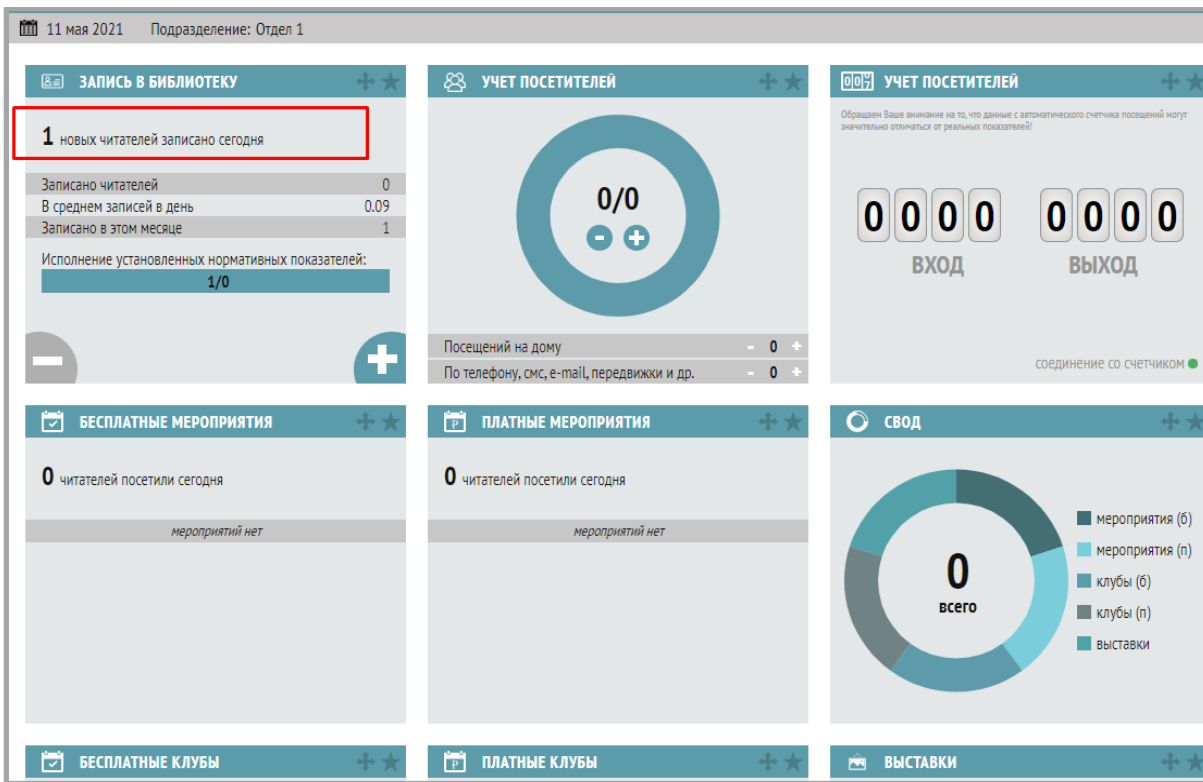 11 мая 2021 Подразделение: Отдел 1
ЗАПИСЬ В БИБЛИОТЕКУ
1 новых читателей записано сегодня
Записано читателей 0
В среднем записей в день 0.09
Записано в этом месяце 1
Исполнение установленных нормативных показателей:
1/0
УЧЕТ ПОСЕТИТЕЛЕЙ
0/0
- +
Посещений на дому - 0 +
По телефону, смс, e-mail, передвижки и др. - 0 +
УЧЕТ ПОСЕТИТЕЛЕЙ
Обращаем Ваше внимание на то, что данные с автоматического счетчика посещений могут
значительно отличаться от реальных показателей!
0000 0000
ВХОД ВЫХОД
соединение со счетчиком
БЕСПЛАТНЫЕ МЕРОПРИЯТИЯ
0 читателей посетили сегодня
мероприятий нет
ПЛАТНЫЕ МЕРОПРИЯТИЯ
0 читателей посетили сегодня
мероприятий нет
СВОД
0
всего
мероприятия (б)
мероприятия (п)
клубы (б)
клубы (п)
выставки
БЕСПЛАТНЫЕ КЛУБЫ
ПЛАТНЫЕ КЛУБЫ
ВЫСТАВКИ